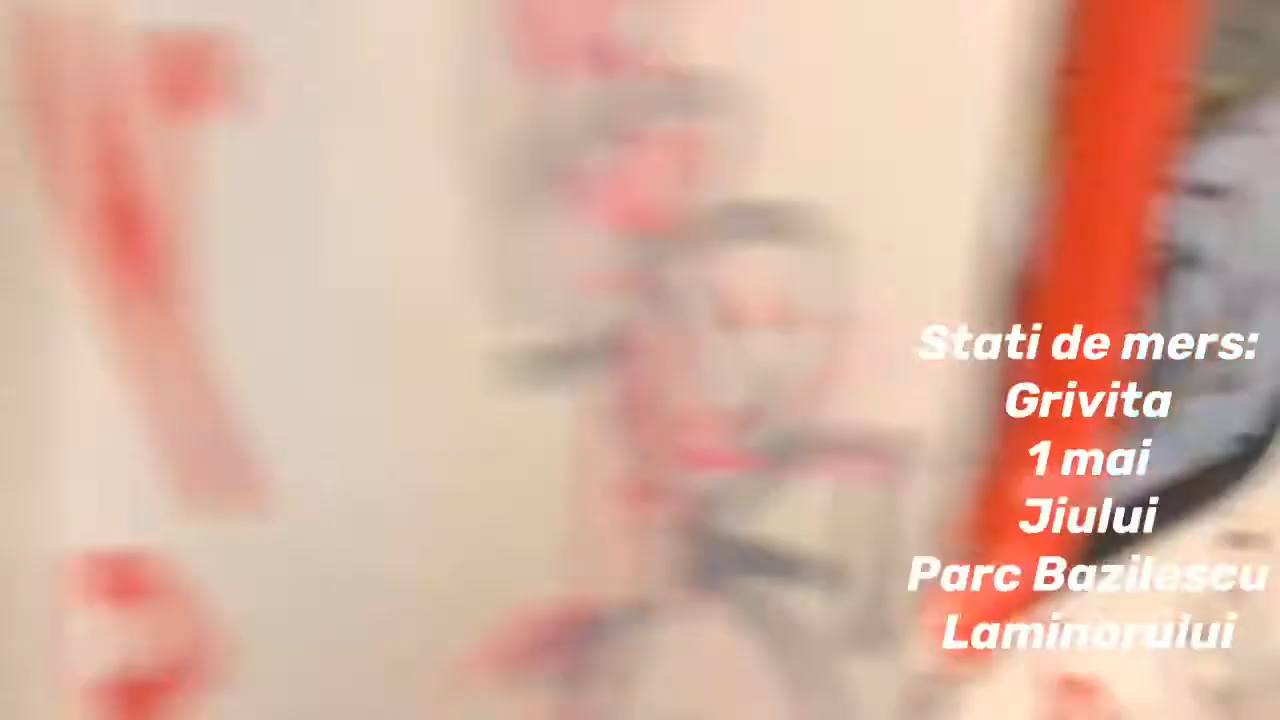 Stati de mers:
Grivita
1 mai
Jiului
Parc Bazilescu
Laminorului